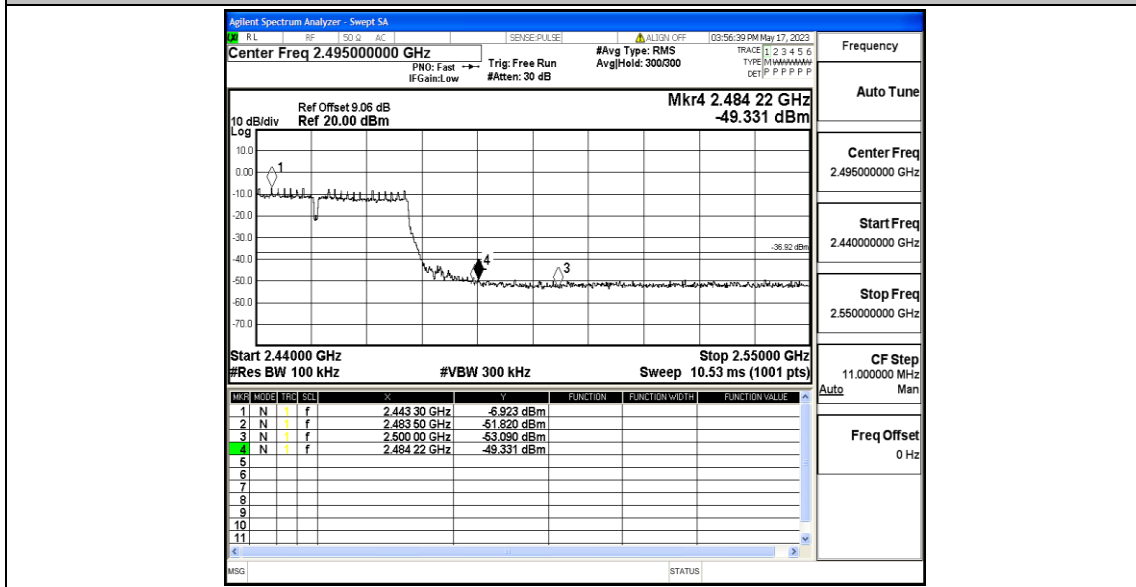 Agilent Spectrum Analyzer - Swept SA
RL RF 50 Ω AC SENSE:PULSE ALIGN OFF 03:56:39 PM May 17, 2023
Center Freq 2.495000000 GHz
PNO: Fast
IFGain:Low
Trig: Free Run
#Atten: 30 dB
#Avg Type: RMS
Avg|Hold: 300/300
TRACE 1 2 3 4 5 6
TYPE M WWWWW
DET P P P P P P
Frequency
Mkr4 2.484 22 GHz
-49.331 dBm
Ref Offset 9.06 dB
10 dB/div Ref 20.00 dBm
Log
10.0
0.00
-10.0
-20.0
-30.0
-40.0
-50.0
-60.0
-70.0
1
4
3
-36.92 dBm
Start 2.44000 GHz Stop 2.55000 GHz
#Res BW 100 kHz #VBW 300 kHz Sweep 10.53 ms (1001 pts)
MKR MODE TRC SCL X Y FUNCTION FUNCTION WIDTH FUNCTION VALUE
1 N 1 f 2.443 30 GHz -6.923 dBm
2 N 1 f 2.483 50 GHz -51.820 dBm
3 N 1 f 2.500 00 GHz -53.090 dBm
4 N 1 f 2.484 22 GHz -49.331 dBm
5
6
7
8
9
10
11
MSG STATUS
Auto Tune
Center Freq
2.495000000 GHz
Start Freq
2.440000000 GHz
Stop Freq
2.550000000 GHz
CF Step
11.000000 MHz
Auto Man
Freq Offset
0 Hz